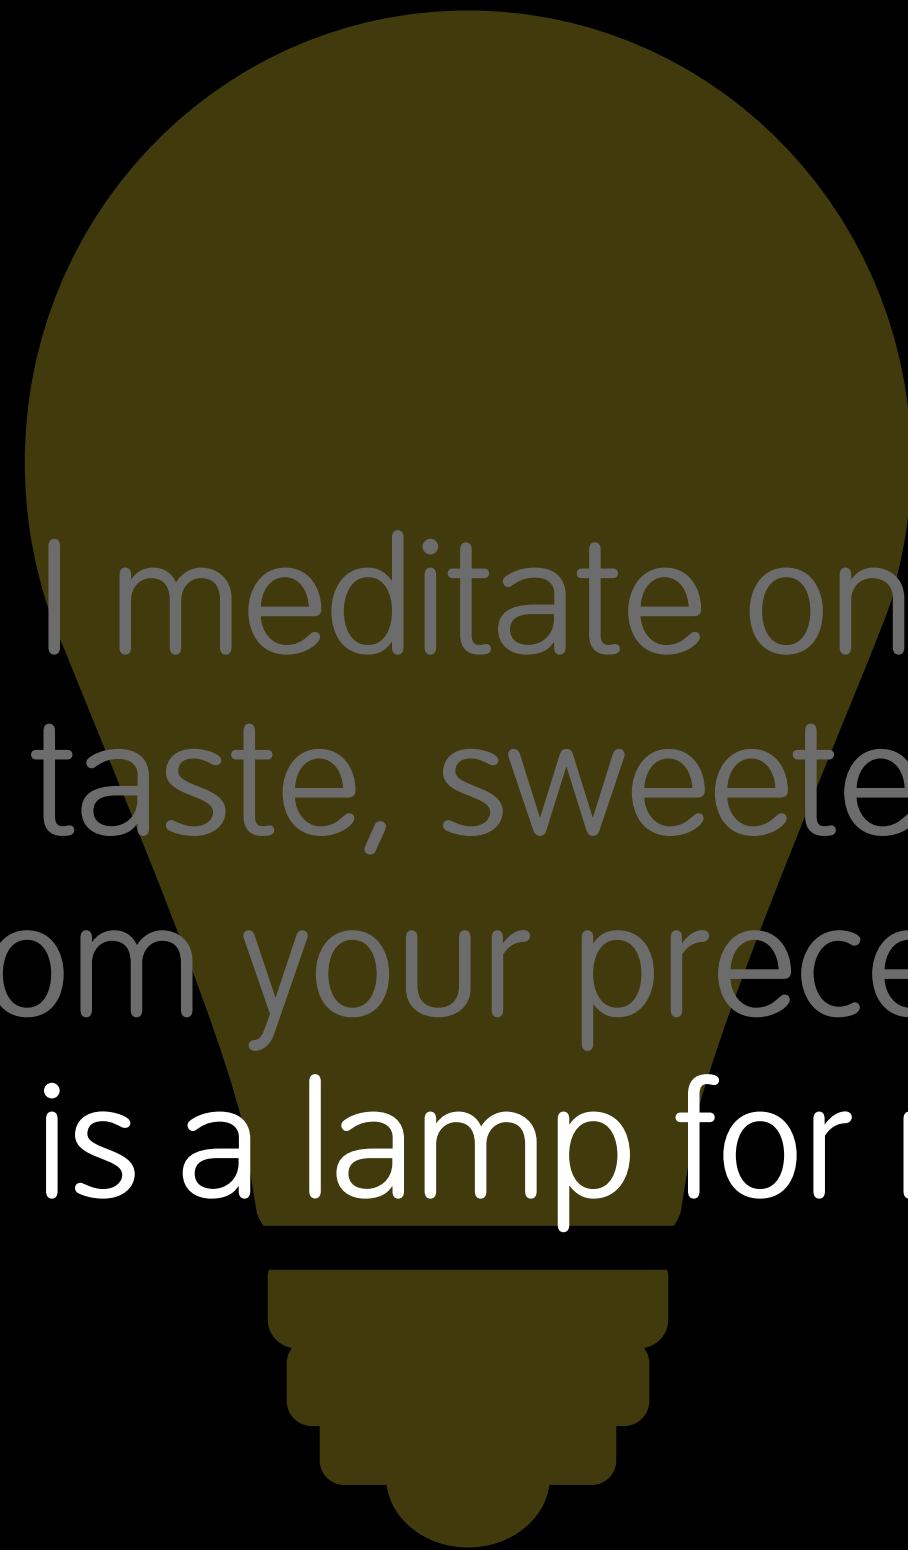 I meditate on
taste, sweete
om your prece
is a lamp for